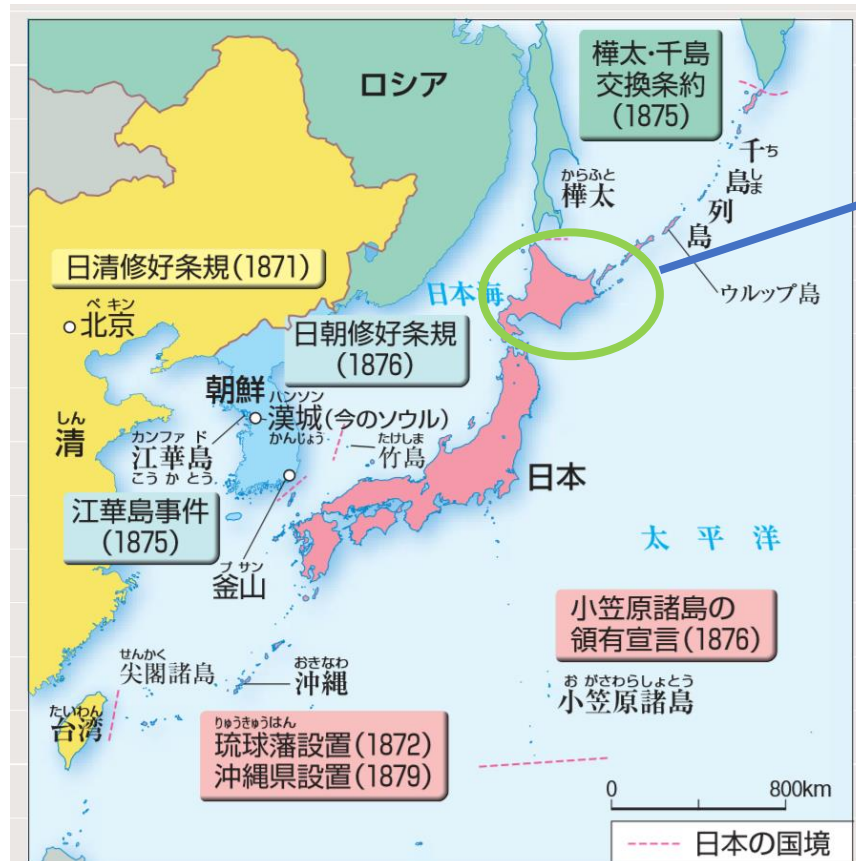 ロシア
樺太・千島
交換条約
(1875)
ち
千
しま
島
列
島
からふと
樺太
ウルップ島
日清修好条規(1871)
日本海
ペキン
北京
日朝修好条規
(1876)
朝鮮
ハンソン
漢城(今のソウル)
かんじょう
しん
清
カンファド
江華島
こうかとう
たけしま
竹島
日本
江華島事件
(1875)
太平洋
プサン
釜山
小笠原諸島の
領有宣言(1876)
せんかく
尖閣諸島
おきなわ
沖縄
おがさわらしょとう
小笠原諸島
たいわん
台湾
りゅうきゅうはん
琉球藩設置(1872)
沖縄県設置(1879)
0 800km
日本の国境